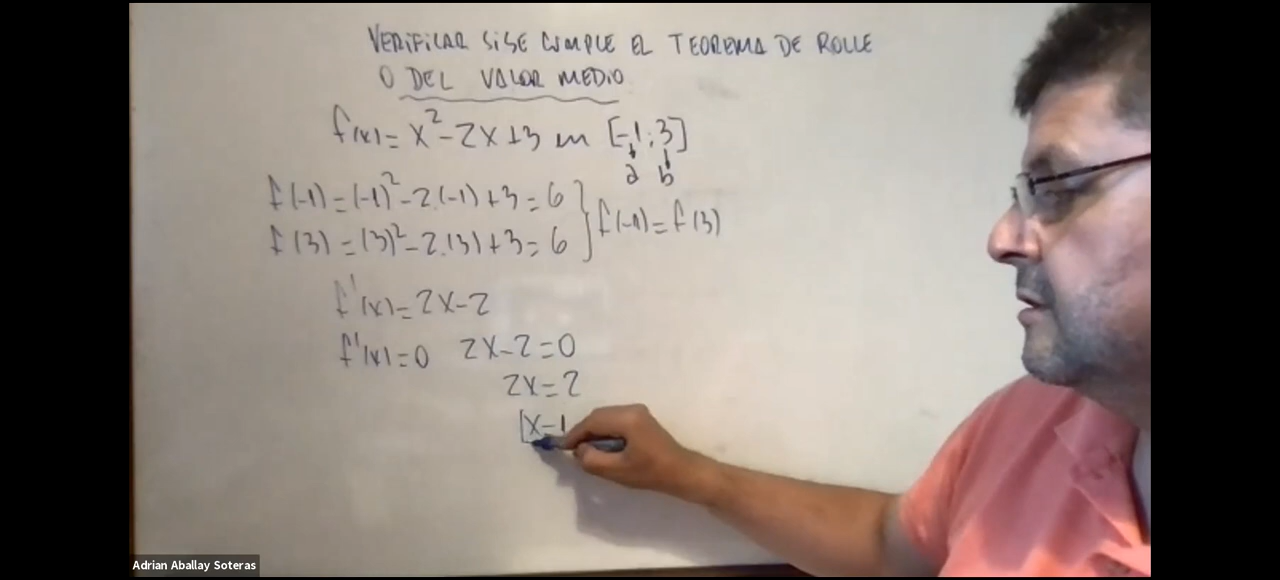 VERIFICAR SI SE CUMPLE EL TEOREMA DE ROLLE
O DEL VALOR MEDIO
f(x) = x² - 2x + 3 en [-1; 3]
a b
f(-1) = (-1)² - 2.(-1) + 3 = 6
f(3) = (3)² - 2.(3) + 3 = 6
} f(-1) = f(3)
f'(x) = 2x - 2
f'(x) = 0 2x - 2 = 0
2x = 2
x = 1
Adrian Aballay Soteras